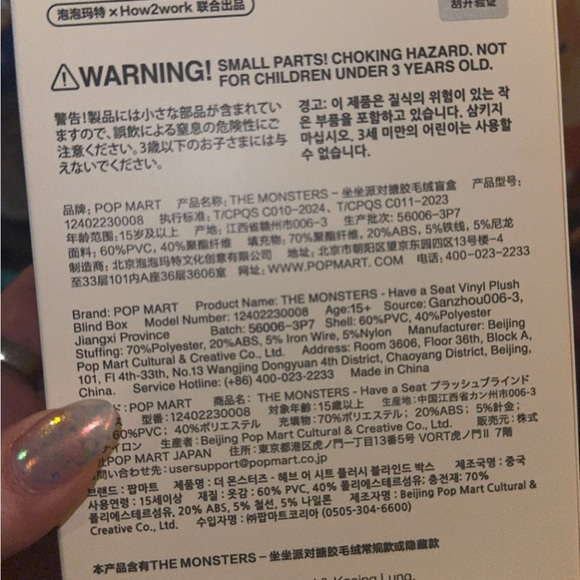 泡泡玛特 × How2work 联合出品
刮开验证
WARNING! SMALL PARTS! CHOKING HAZARD. NOT
FOR CHILDREN UNDER 3 YEARS OLD.
警告!製品には小さな部品が含まれてい
ますので、誤飲による窒息の危険性にご
注意ください。3歳以下のお子さまには与
えないでください。
경고: 이 제품은 질식의 위험이 있는 작
은 부품을 포함하고 있습니다. 삼키지
마십시오. 3세 미만의 어린이는 사용할
수 없습니다.
品牌: POP MART 产品名称: THE MONSTERS – 坐坐派对搪胶毛绒盲盒 产品型号:
12402230008 执行标准: T/CPQS C010-2024、T/CPQS C011-2023
年龄范围: 15岁及以上 产地: 江西省赣州市006-3 生产批次: 56006-3P7
面料: 60%PVC, 40%聚酯纤维 填充物: 70%聚酯纤维, 20%ABS, 5%铁线, 5%尼龙
制造商: 北京泡泡玛特文化创意有限公司 地址: 北京市朝阳区望京东园四区13号楼-4
至33层101内A座36层3606室 网址: WWW.POPMART.COM 电话: 400-023-2233
Brand: POP MART Product Name: THE MONSTERS - Have a Seat Vinyl Plush
Blind Box Model Number: 12402230008 Age:15+ Source: Ganzhou006-3,
Jiangxi Province Batch: 56006-3P7 Shell: 60%PVC, 40%Polyester
Stuffing: 70%Polyester, 20%ABS, 5% Iron Wire, 5%Nylon Manufacturer: Beijing
Pop Mart Cultural & Creative Co., Ltd. Address: Room 3606, Floor 36th, Block A,
101, Fl 4th-33th, No.13 Wangjing Dongyuan 4th District, Chaoyang District, Beijing,
China. Service Hotline: (+86) 400-023-2233 Made in China
ド: POP MART 商品名: THE MONSTERS - Have a Seat プラッシュブラインド
型番:12402230008 対象年齢:15歳以上 生産地:中国江西省カン州市006-3
60%PVC; 40%ポリエステル 充填物:70%ポリエステル; 20%ABS; 5%針金;
イロン 生産者:Beijing Pop Mart Cultural & Creative Co., Ltd. 販売元:株式
社POP MART JAPAN 住所:東京都港区虎ノ門一丁目13番5号 VORT虎ノ門II 7階
問い合わせ先:usersupport@popmart.co.jp
브랜드 : 팝마트 제품명 : 더 몬스터즈 - 해브 어 시트 플러시 블라인드 박스 제조국명 : 중국
사용연령 : 15세이상 재질 : 옷감 : 60% PVC, 40% 폴리에스테르섬유; 충전재: 70%
폴리에스테르섬유, 20% ABS, 5% 철선, 5% 나일론 제조자명 : Beijing Pop Mart Cultural &
Creative Co., Ltd. 수입자명 : ㈜팝마트코리아 (0505-304-6600)
本产品含有THE MONSTERS – 坐坐派对搪胶毛绒常规款或隐藏款